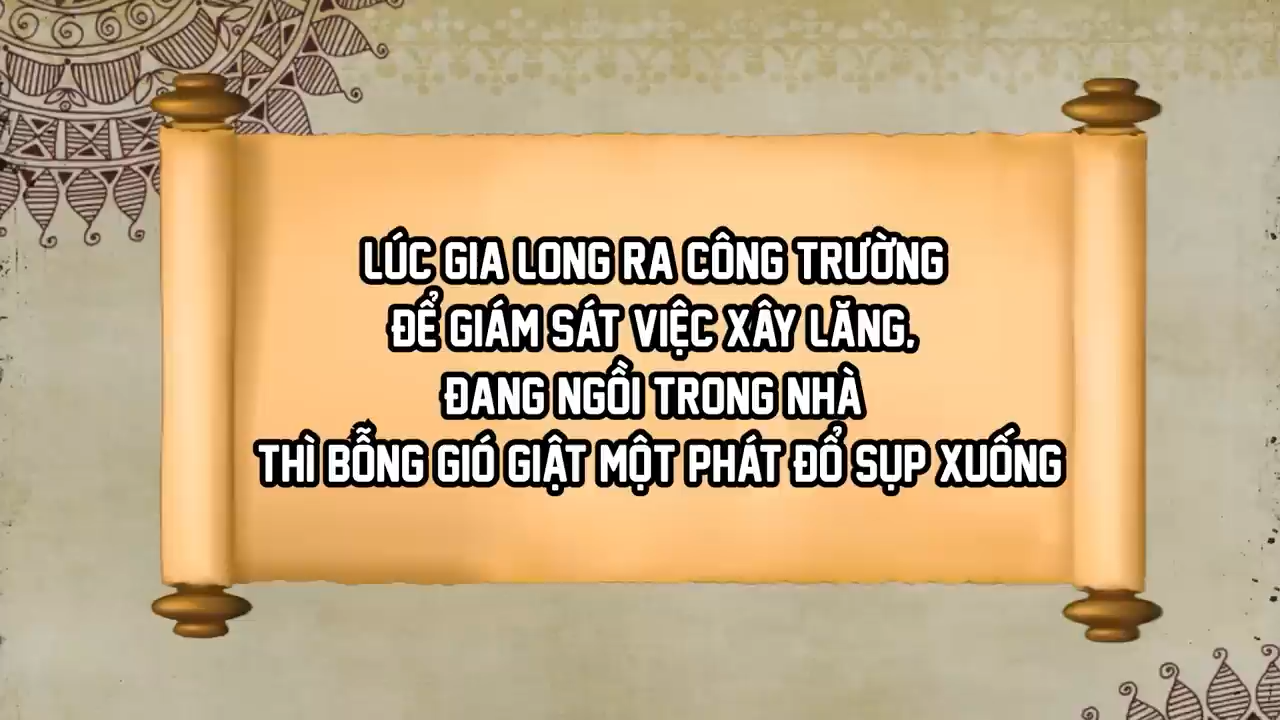 LÚC GIA LONG RA CÔNG TRƯỜNG
ĐỂ GIÁM SÁT VIỆC XÂY LĂNG,
ĐANG NGỒI TRONG NHÀ
THÌ BỖNG GIÓ GIẬT MỘT PHÁT ĐỔ SỤP XUỐNG